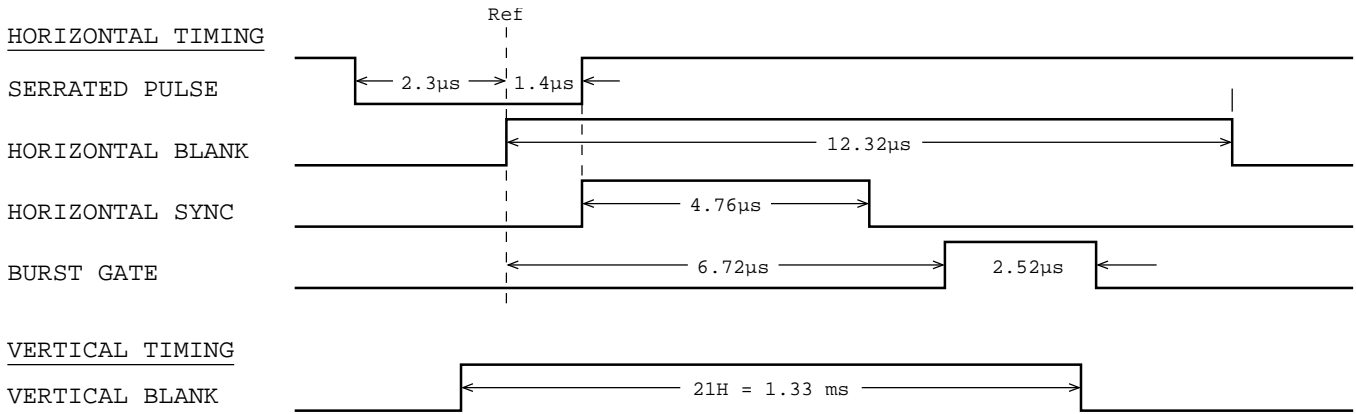 Ref
HORIZONTAL TIMING
SERRATED PULSE
2.3µs
1.4µs
HORIZONTAL BLANK
12.32µs
HORIZONTAL SYNC
4.76µs
BURST GATE
6.72µs
2.52µs
VERTICAL TIMING
VERTICAL BLANK
21H = 1.33 ms